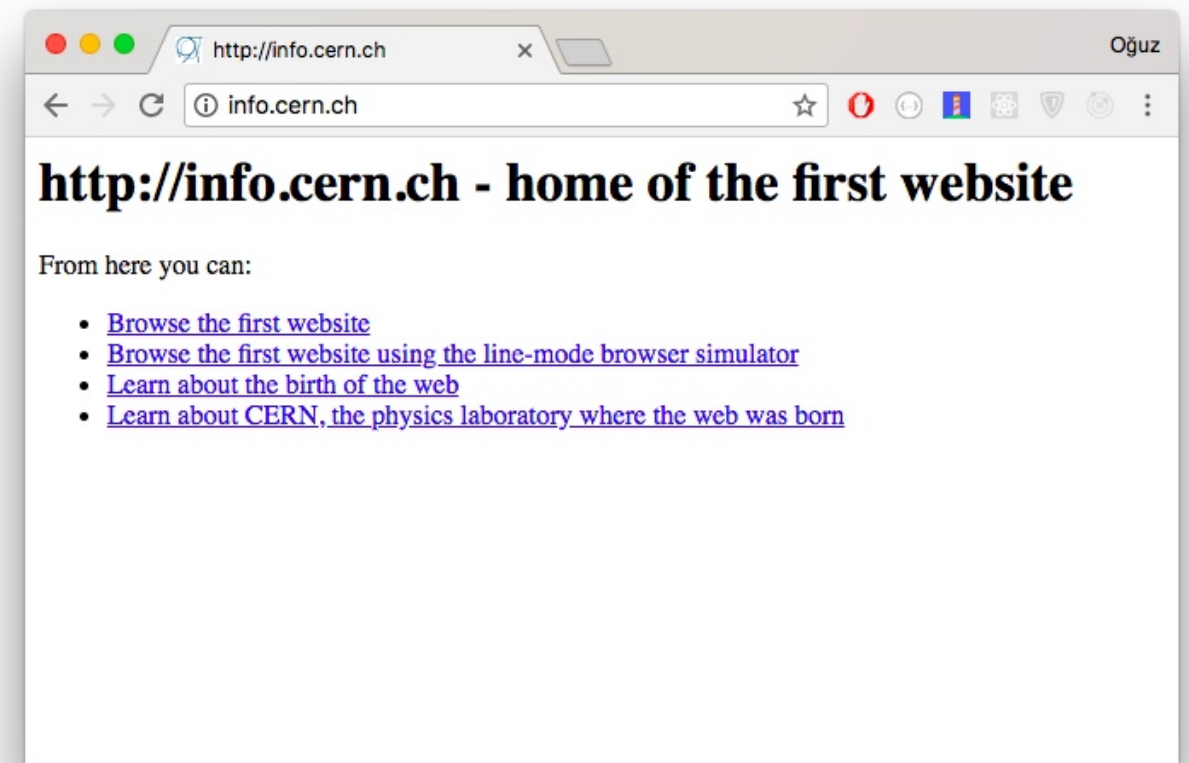 http://info.cern.ch
Oğuz
info.cern.ch
http://info.cern.ch - home of the first website
From here you can:
Browse the first website
Browse the first website using the line-mode browser simulator
Learn about the birth of the web
Learn about CERN, the physics laboratory where the web was born